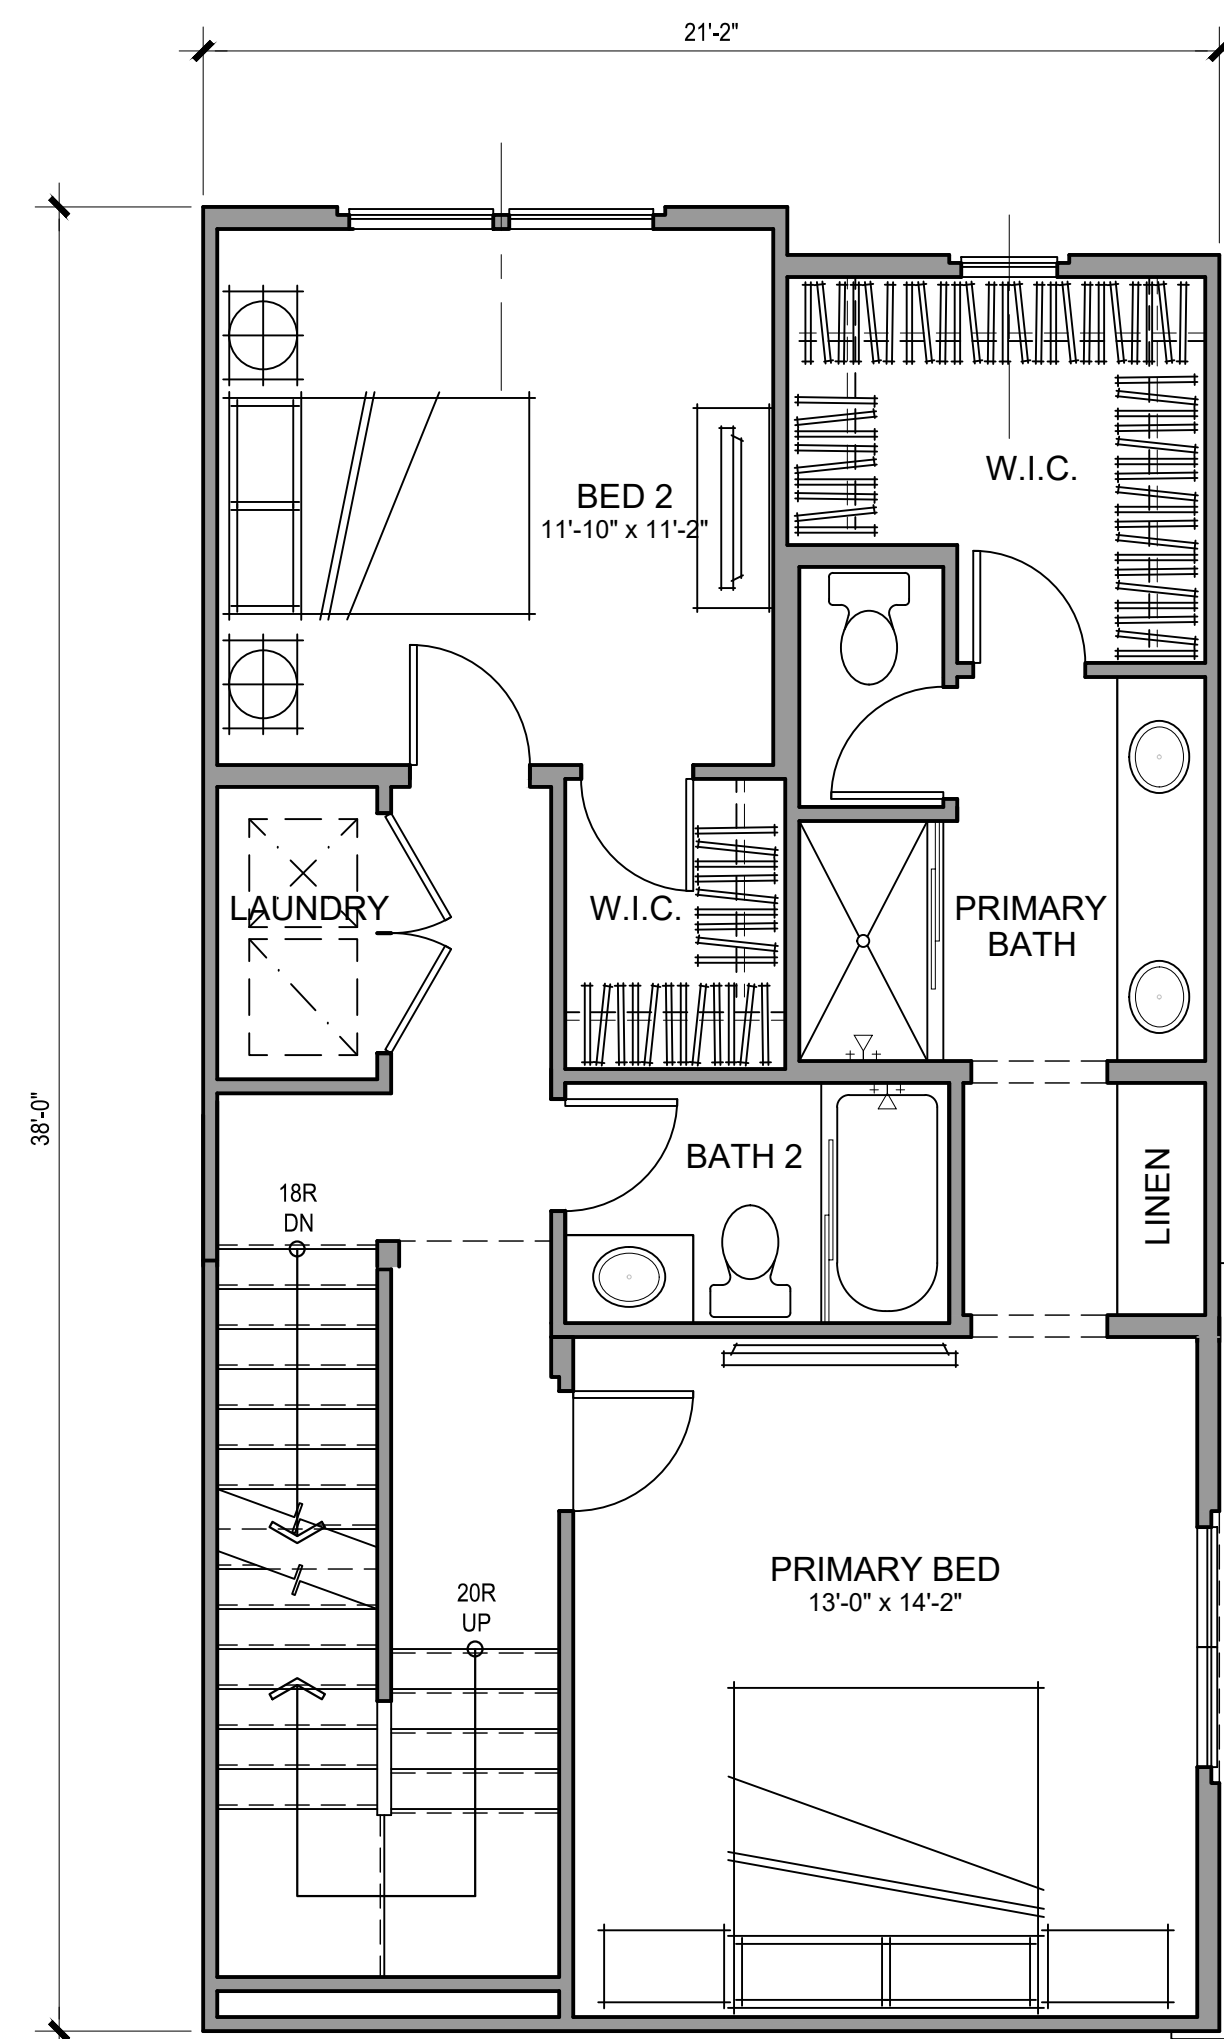 21'-2"
38'-0"
BED 2
11'-10" x 11'-2"
W.I.C.
LAUNDRY
W.I.C.
PRIMARY
BATH
BATH 2
LINEN
18R
DN
20R
UP
PRIMARY BED
13'-0" x 14'-2"